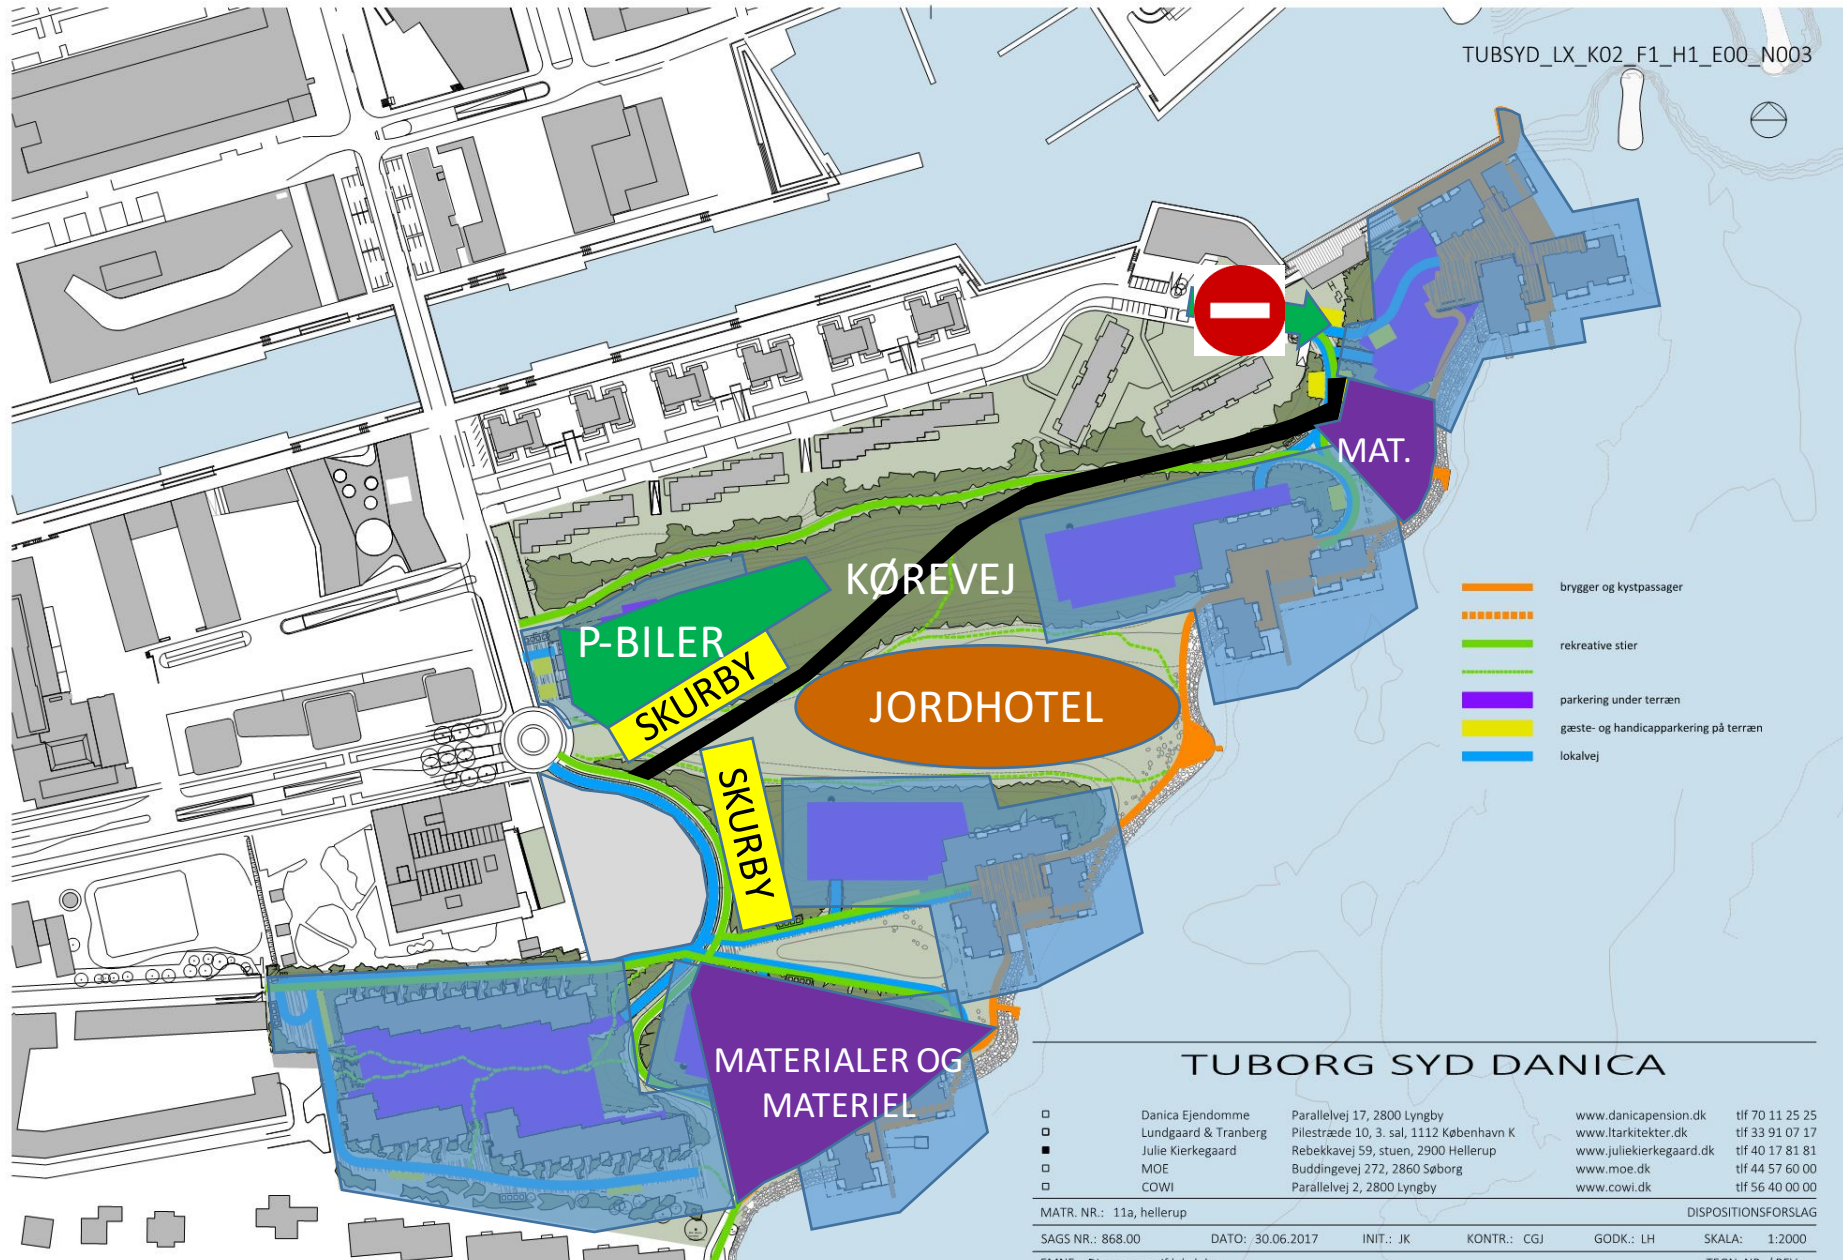 TUBSYD_LX_K02_F1_H1_E00_N003
MAT.
KØREVEJ
P-BILER
SKURBY
JORDHOTEL
SKURBY
MATERIALER OG
MATERIEL
brygger og kystpassager
rekreative stier
parkering under terræn
gæste- og handicapparkering på terræn
lokalvej
TUBORG SYD DANICA
Danica Ejendomme Parallelvej 17, 2800 Lyngby www.danicapension.dk tlf 70 11 25 25
Lundgaard & Tranberg Pilestræde 10, 3. sal, 1112 København K www.ltarkitekter.dk tlf 33 91 07 17
Julie Kierkegaard Rebekkavej 59, stuen, 2900 Hellerup www.juliekierkegaard.dk tlf 40 17 81 81
MOE Buddingevej 272, 2860 Søborg www.moe.dk tlf 44 57 60 00
COWI Parallelvej 2, 2800 Lyngby www.cowi.dk tlf 56 40 00 00
MATR. NR.: 11a, hellerup DISPOSITIONSFORSLAG
SAGS NR.: 868.00 DATO: 30.06.2017 INIT.: JK KONTR.: CGJ GODK.: LH SKALA: 1:2000